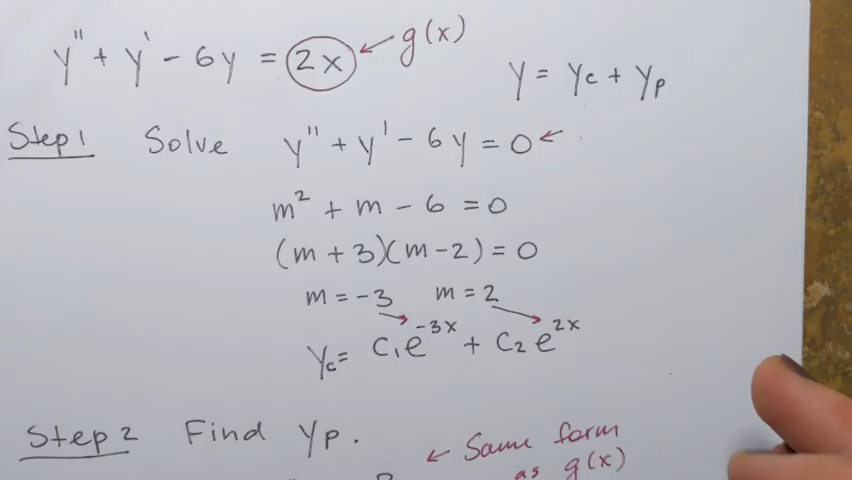 y'' + y' - 6y = 2x ← g(x)
y = yc + yp
Step 1 Solve y'' + y' - 6y = 0 ←
m² + m - 6 = 0
(m + 3)(m - 2) = 0
m = -3 m = 2
yc = c₁e^-3x + c₂e^2x
Step 2 Find yp.
← Same form
as g(x)